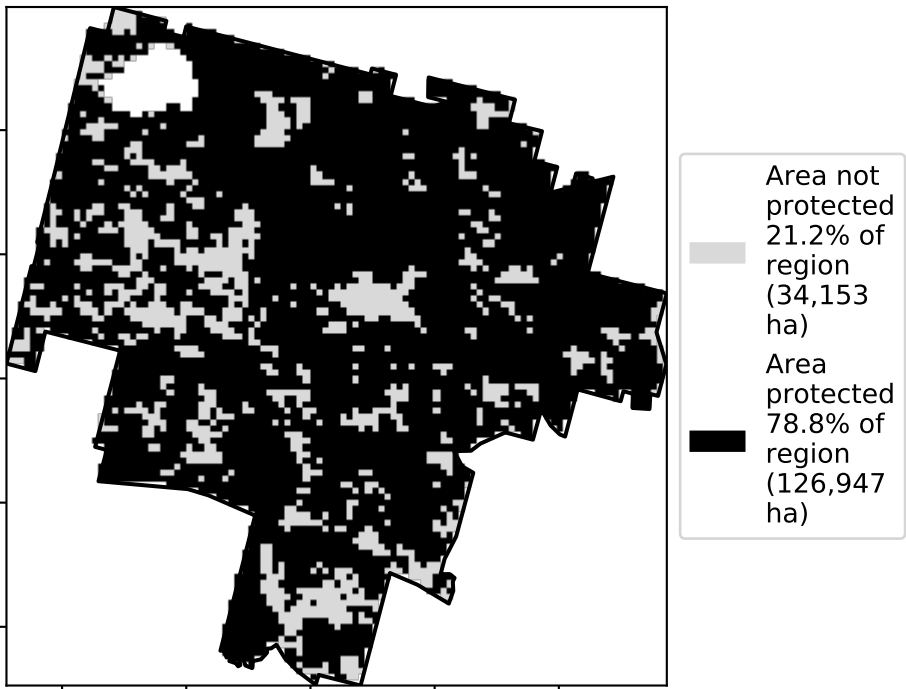 Area not
protected
21.2% of
region
(34,153
ha)
Area
protected
78.8% of
region
(126,947
ha)